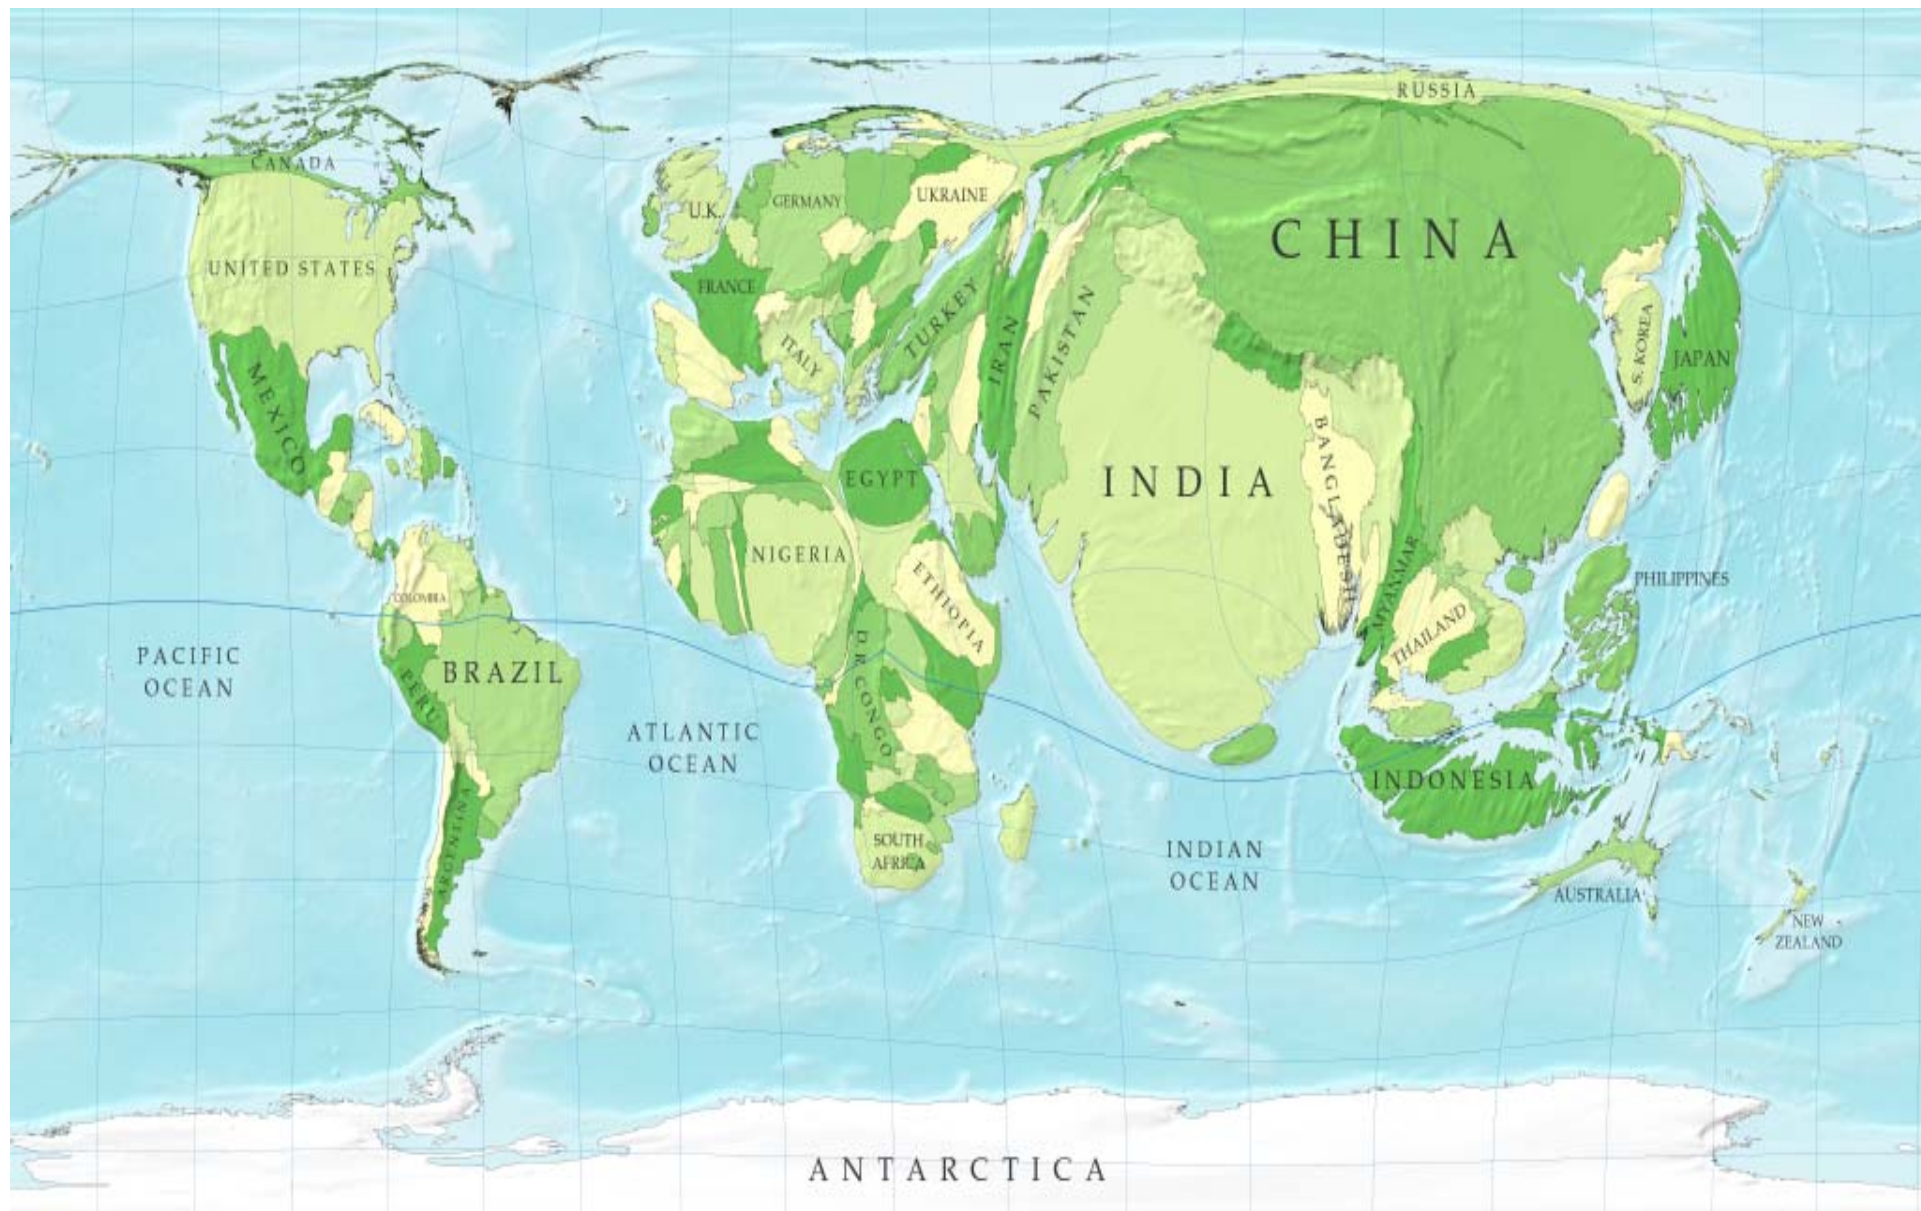 RUSSIA
CANADA
U.K.
GERMANY
UKRAINE
CHINA
UNITED STATES
FRANCE
TURKEY
ITALY
IRAN
PAKISTAN
S. KOREA
JAPAN
MEXICO
EGYPT
INDIA
BANGLADESH
NIGERIA
ETHIOPIA
MYANMAR
PHILIPPINES
COLOMBIA
THAILAND
PACIFIC
OCEAN
PERU
BRAZIL
D R CONGO
ATLANTIC
OCEAN
INDONESIA
ARGENTINA
SOUTH
AFRICA
INDIAN
OCEAN
AUSTRALIA
NEW
ZEALAND
ANTARCTICA